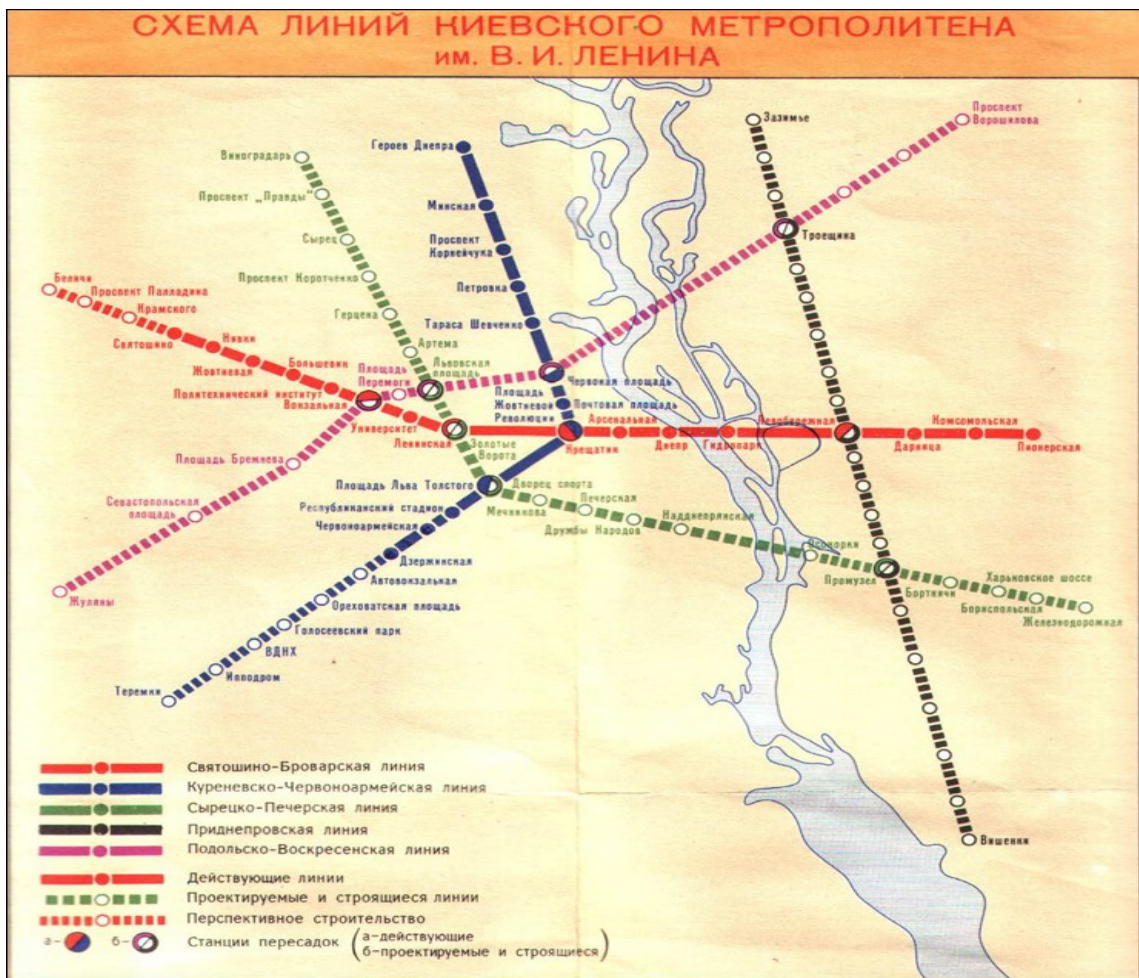 СХЕМА ЛИНИЙ КИЕВСКОГО МЕТРОПОЛИТЕНА
им. В. И. ЛЕНИНА
Зазимье
Проспект
Ворошилова
Героев Днепра
Виноградарь
Проспект „Правды"
Минская
Сырец
Проспект
Корнейчука
Троещина
Проспект Коротченко
Петровка
Беличи
Проспект Палладина
Крамского
Герцена
Тараса Шевченко
Святошино
Нивки
Жовтневая
Большевик
Артема
Львовская
площадь
Площадь
Перемоги
Политехнический институт
Вокзальная
Червоная площадь
Площадь
Жовтневой
Революции
Почтовая площадь
Университет
Ленинская
Золотые
Ворота
Крещатик
Арсенальная
Днепр
Гидропарк
Левобережная
Дарница
Комсомольская
Пионерская
Площадь Брежнева
Площадь Льва Толстого
Дворец спорта
Мечникова
Печерская
Дружбы Народов
Надднепрянская
Осокорки
Промузел
Бортничи
Харьковское шоссе
Бориспольская
Железнодорожная
Севастопольская
площадь
Республиканский стадион
Червоноармейская
Дзержинская
Автовокзальная
Жуляны
Ореховатская площадь
Голосеевский парк
ВДНХ
Ипподром
Теремки
Вишенки
Святошино-Броварская линия
Куреневско-Червоноармейская линия
Сырецко-Печерская линия
Приднепровская линия
Подольско-Воскресенская линия
Действующие линии
Проектируемые и строящиеся линии
Перспективное строительство
а- б- Станции пересадок (а-действующие
б-проектируемые и строящиеся)